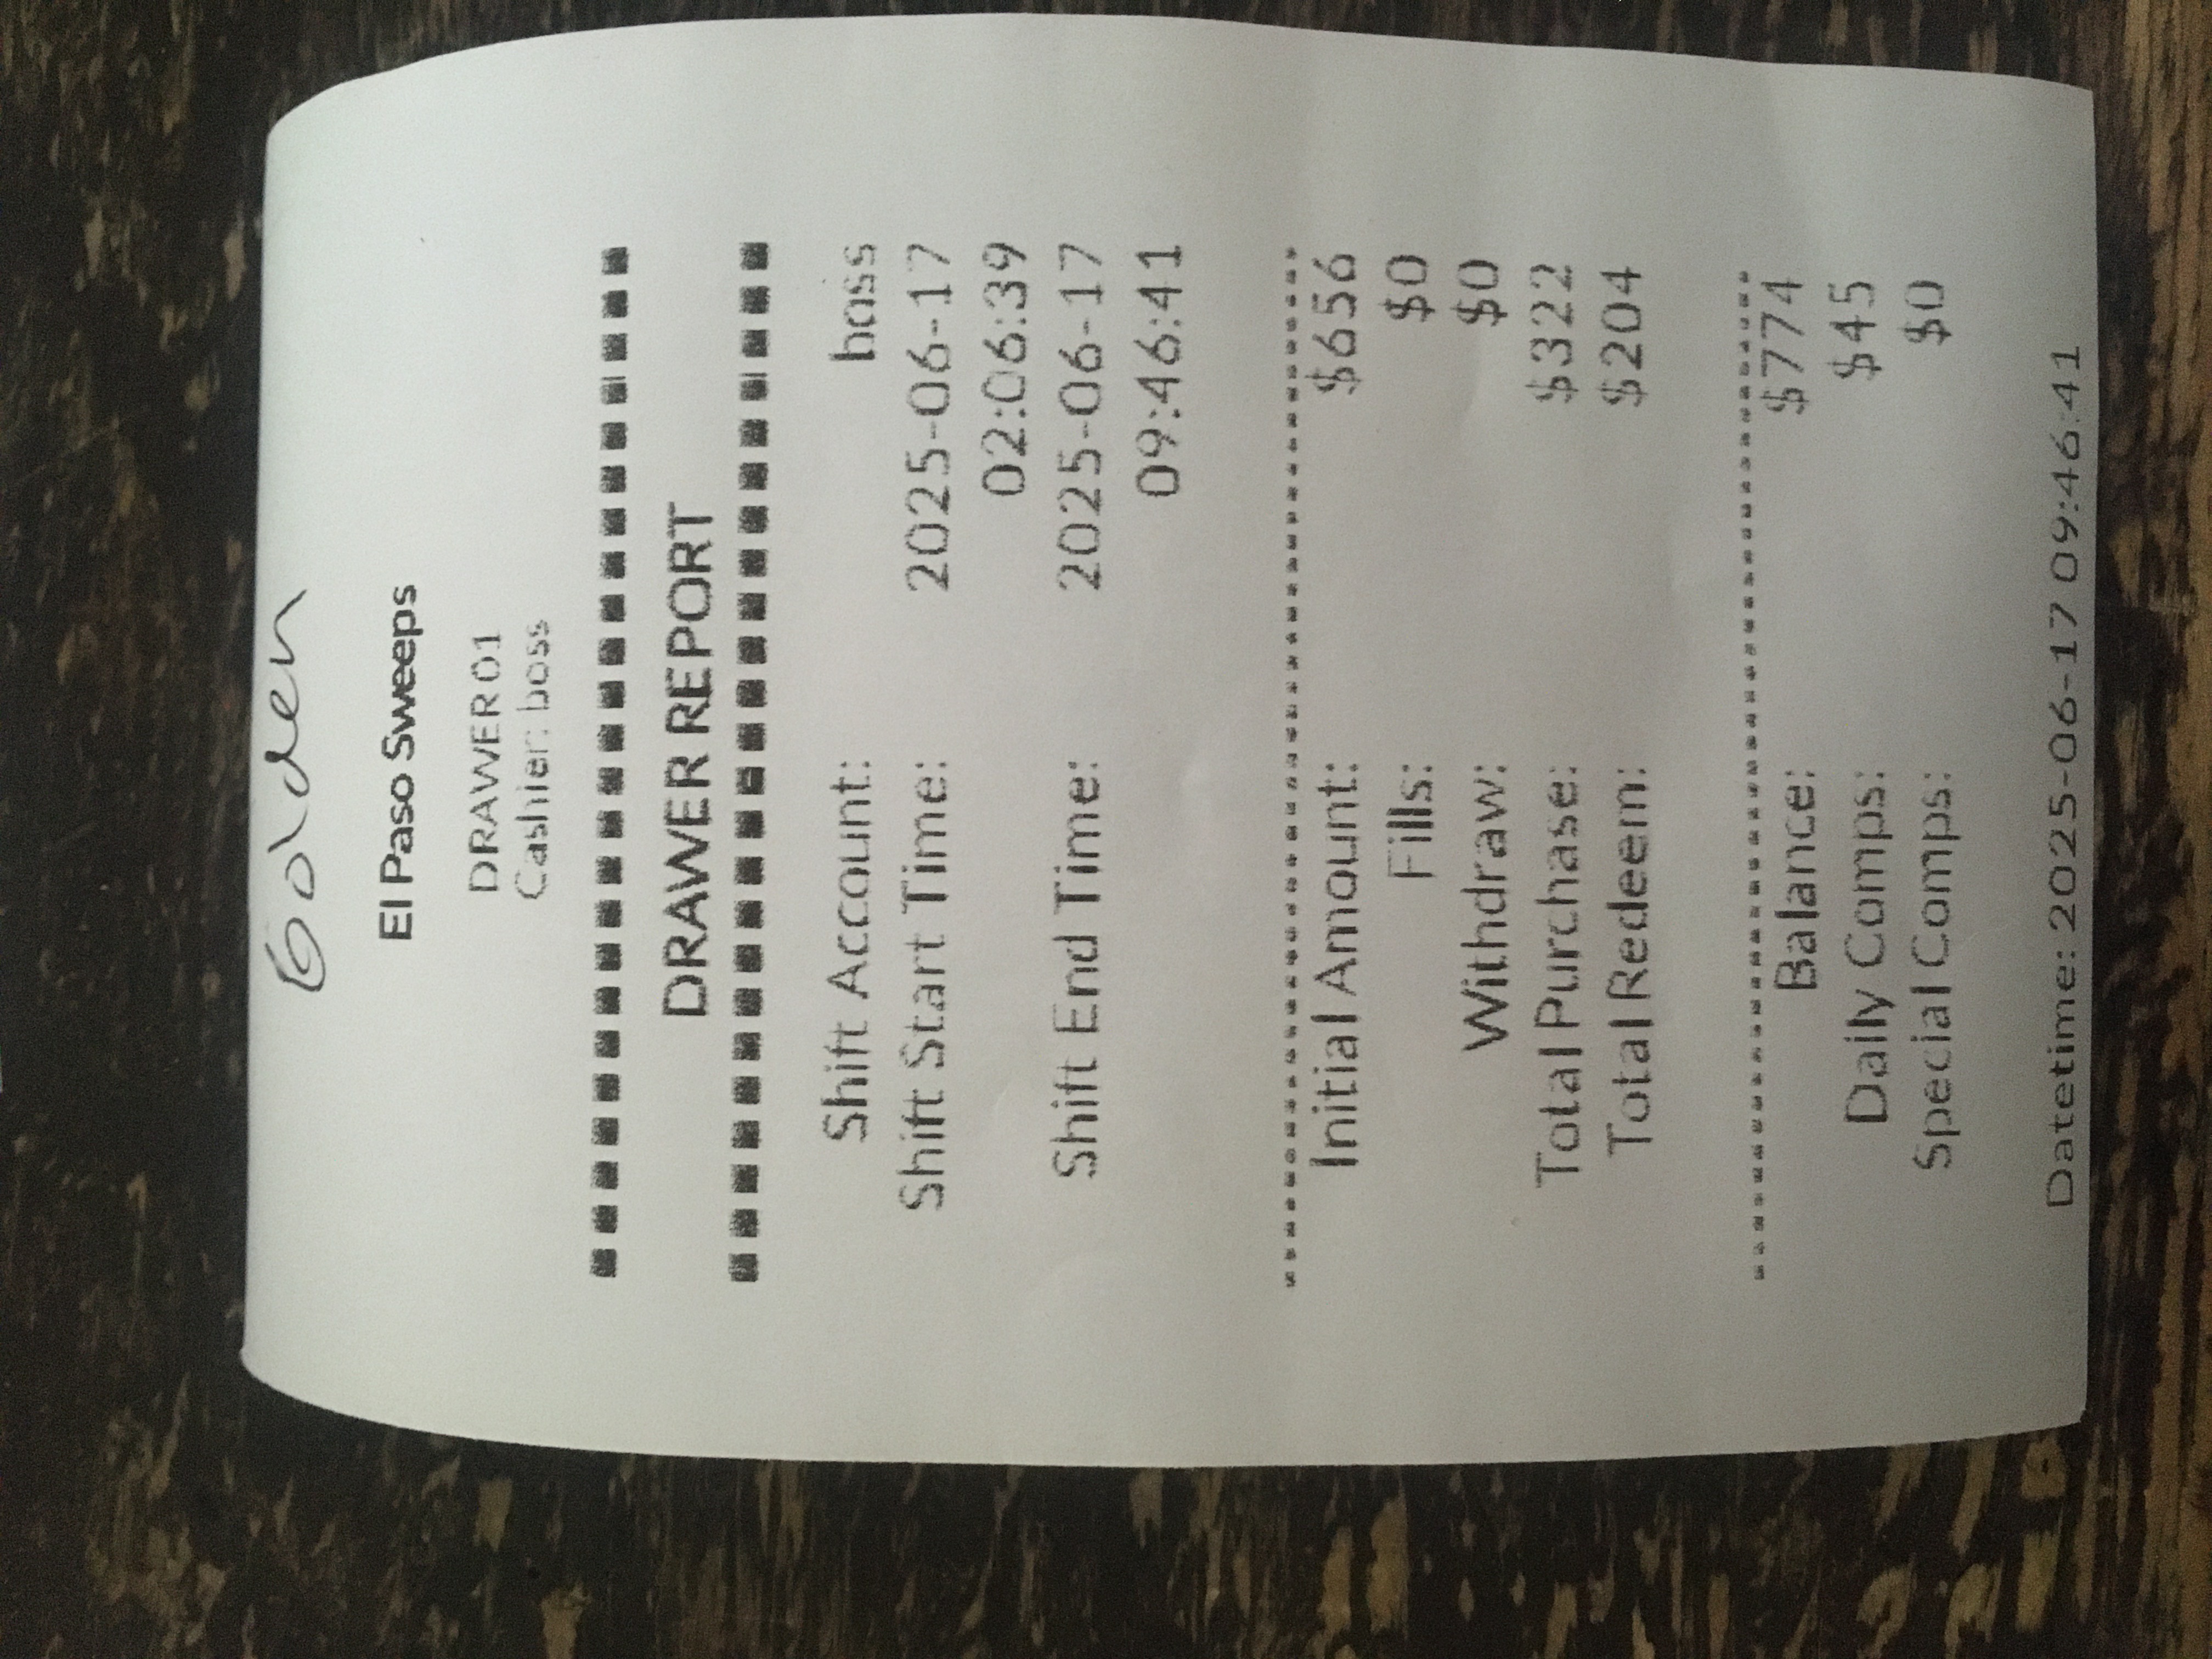 Golden
El Paso Sweeps
DRAWER01
Cashier: boss
DRAWER REPORT
Shift Account: boss
Shift Start Time: 2025-06-17
02:06:39
Shift End Time: 2025-06-17
09:46:41
Initial Amount: $656
Fills: $0
Withdraw: $0
Total Purchase: $322
Total Redeem: $204
Balance: $774
Daily Comps: $45
Special Comps: $0
Datetime: 2025-06-17 09:46:41